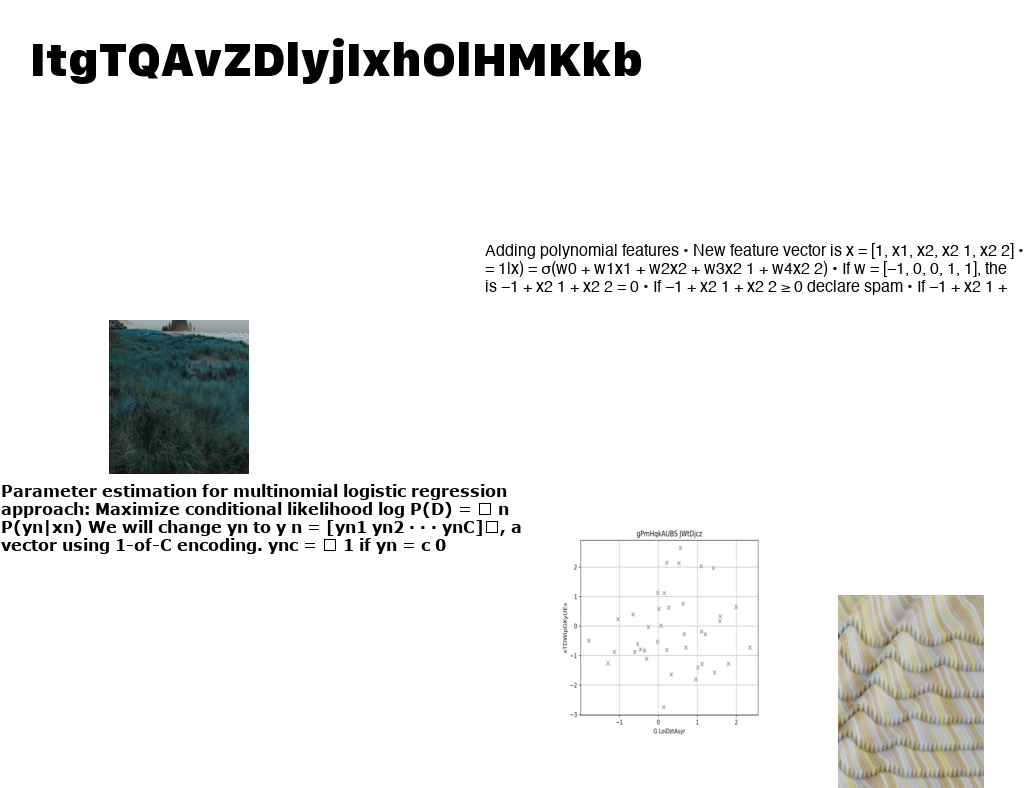 ItgTQAvZDlyjIxhOlHMKkb
Adding polynomial features • New feature vector is x = [1, x1, x2, x2 1, x2 2] •
= 1|x) = σ(w0 + w1x1 + w2x2 + w3x2 1 + w4x2 2) • If w = [–1, 0, 0, 1, 1], the
is –1 + x2 1 + x2 2 = 0 • If –1 + x2 1 + x2 2 ≥ 0 declare spam • If –1 + x2 1 +
Parameter estimation for multinomial logistic regression
approach: Maximize conditional likelihood log P(D) = □ n
P(yn|xn) We will change yn to y n = [yn1 yn2 · · · ynC]□, a
vector using 1-of-C encoding. ync = □ 1 if yn = c 0
gPmHqkAUBS JWtDjcz
2
1
0
−1
−2
−3
−1 0 1 2
G LoiDztAsyr